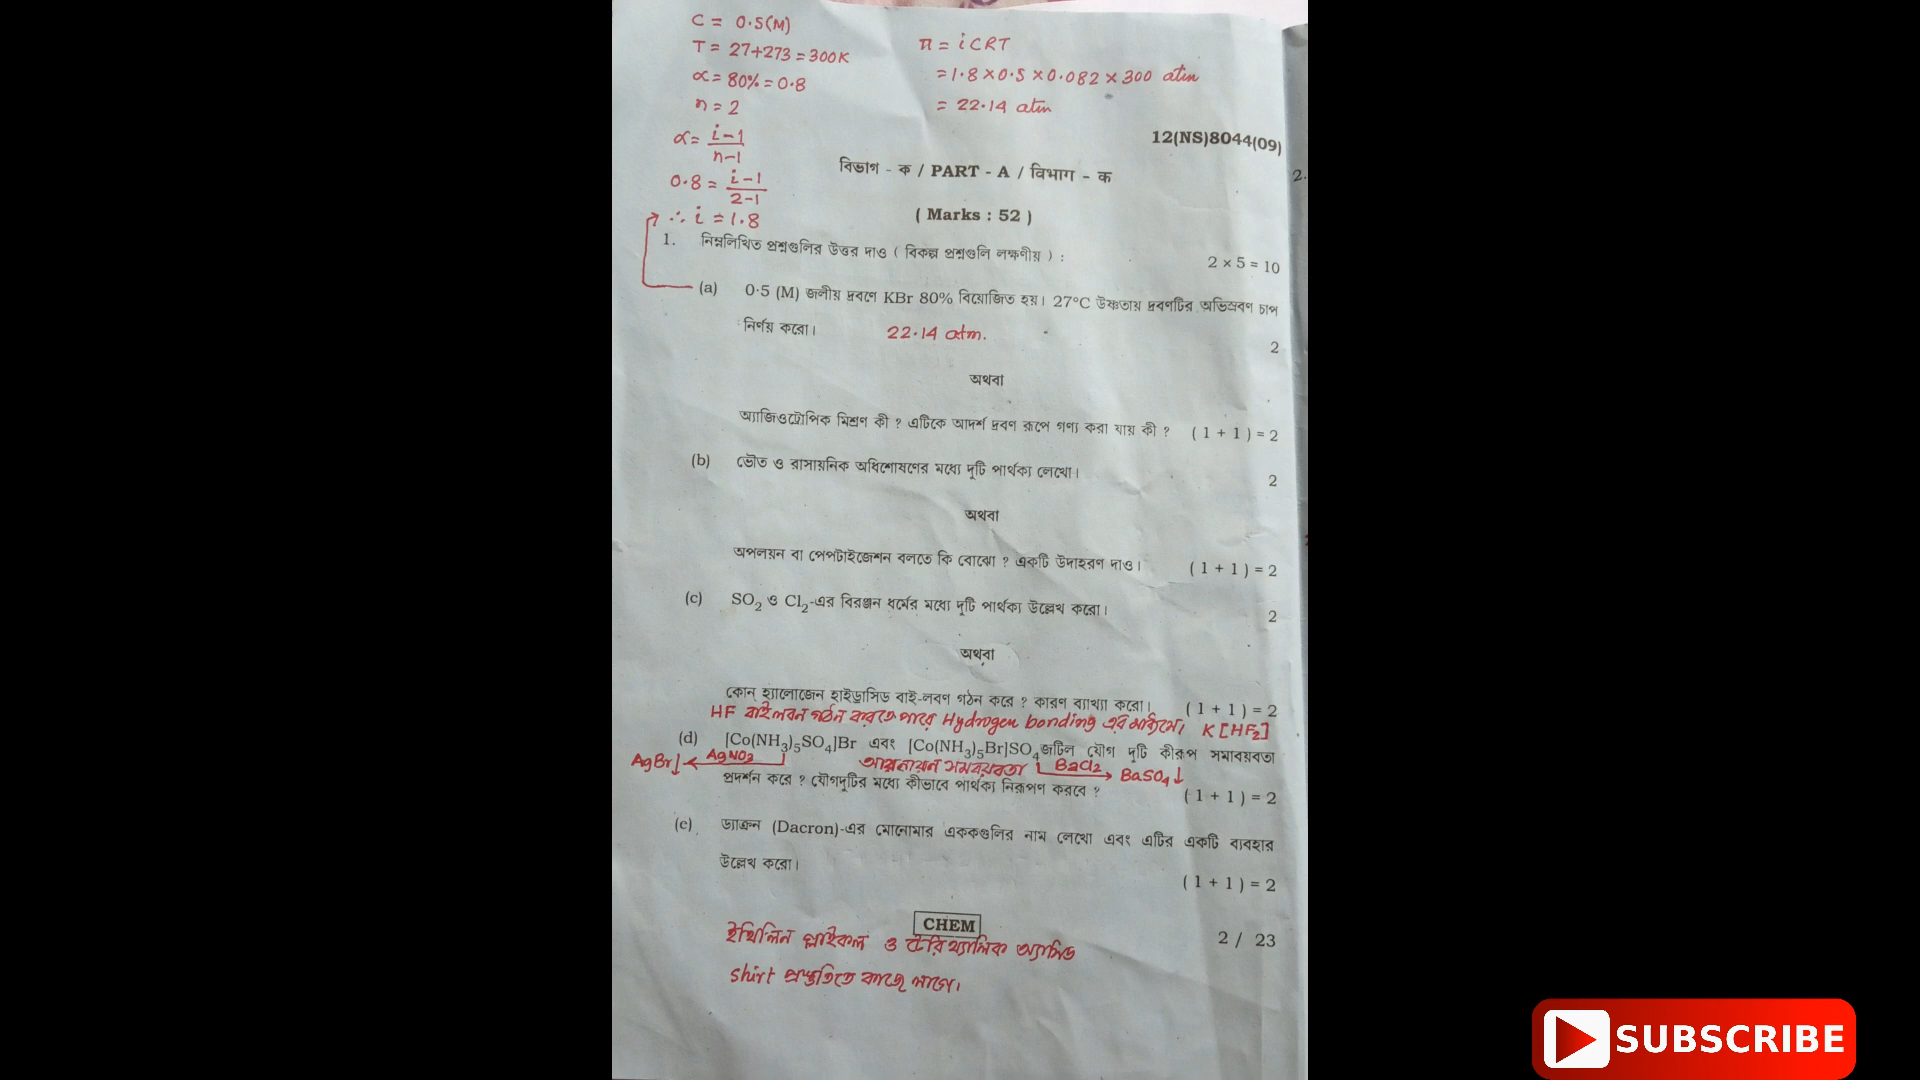 C = 0.5(M)
T = 27+273 = 300K
α = 80% = 0.8
n = 2
α = i-1 / n-1
0.8 = i-1 / 2-1
∴ i = 1.8
π = iCRT
= 1.8 × 0.5 × 0.082 × 300 atm
= 22.14 atm
12(NS)8044(09)
বিভাগ - ক / PART - A / विभाग - क
2.
( Marks : 52 )
1. নিম্নলিখিত প্রশ্নগুলির উত্তর দাও ( বিকল্প প্রশ্নগুলি লক্ষণীয় ) : 2 × 5 = 10
(a) 0·5 (M) জলীয় দ্রবণে KBr 80% বিয়োজিত হয়। 27°C উষ্ণতায় দ্রবণটির অভিস্রবণ চাপ
নির্ণয় করো। 22.14 atm.
2
অথবা
অ্যাজিওট্রোপিক মিশ্রণ কী ? এটিকে আদর্শ দ্রবণ রূপে গণ্য করা যায় কী ? ( 1 + 1 ) = 2
(b) ভৌত ও রাসায়নিক অধিশোষণের মধ্যে দুটি পার্থক্য লেখো। 2
অথবা
অপনয়ন বা পেপটাইজেশন বলতে কি বোঝো ? একটি উদাহরণ দাও। ( 1 + 1 ) = 2
(c) SO₂ ও Cl₂-এর বিরঞ্জন ধর্মের মধ্যে দুটি পার্থক্য উল্লেখ করো। 2
অথবা
কোন্ হ্যালোজেন হাইড্রাসিড বাই-লবণ গঠন করে ? কারণ ব্যাখ্যা করো। ( 1 + 1 ) = 2
HF বাইলবন গঠন করতে পারে Hydrogen bonding এর মাধ্যমে। K[HF₂]
(d) [Co(NH₃)₅SO₄]Br এবং [Co(NH₃)₅Br]SO₄ জটিল যৌগ দুটি কীরূপ সমাবয়বতা
AgBr↓ ← AgNO₃ আয়নায়ন সমবয়বতা BaCl₂ → BaSO₄↓
প্রদর্শন করে ? যৌগদুটির মধ্যে কীভাবে পার্থক্য নিরূপণ করবে ? ( 1 + 1 ) = 2
(e) ড্যাক্রন (Dacron)-এর মোনোমার এককগুলির নাম লেখো এবং এটির একটি ব্যবহার
উল্লেখ করো। ( 1 + 1 ) = 2
CHEM
2 / 23
ইথিলিন গ্লাইকল ও টেরিথ্যালিক অ্যাসিড
shirt প্রস্তুতিতে কাজে লাগে।
SUBSCRIBE